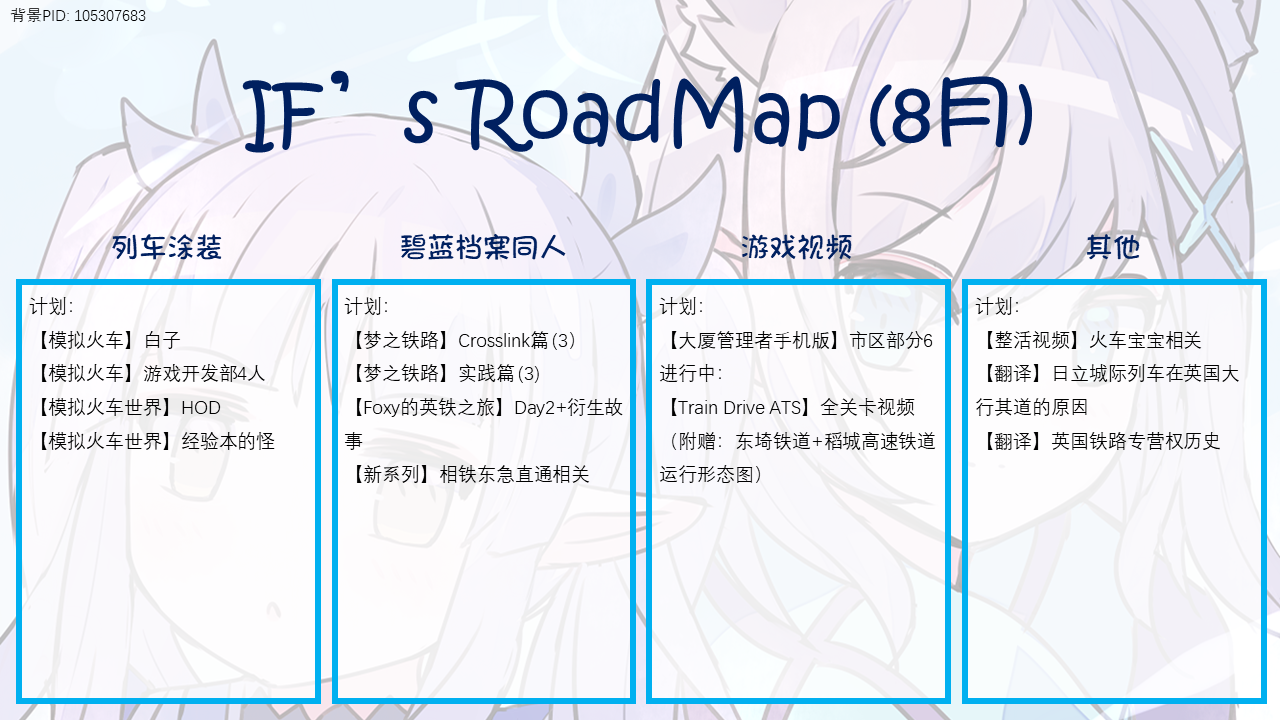 背景PID: 105307683
IF’s RoadMap (8月)
列车涂装
计划：
【模拟火车】白子
【模拟火车】游戏开发部4人
【模拟火车世界】HOD
【模拟火车世界】经验本的怪
碧蓝档案同人
计划：
【梦之铁路】Crosslink篇(3）
【梦之铁路】实践篇(3)
【Foxy的英铁之旅】Day2+衍生故
事
【新系列】相铁东急直通相关
游戏视频
计划：
【大厦管理者手机版】市区部分6
进行中：
【Train Drive ATS】全关卡视频
（附赠：东埼铁道+稻城高速铁道
运行形态图）
其他
计划：
【整活视频】火车宝宝相关
【翻译】日立城际列车在英国大
行其道的原因
【翻译】英国铁路专营权历史